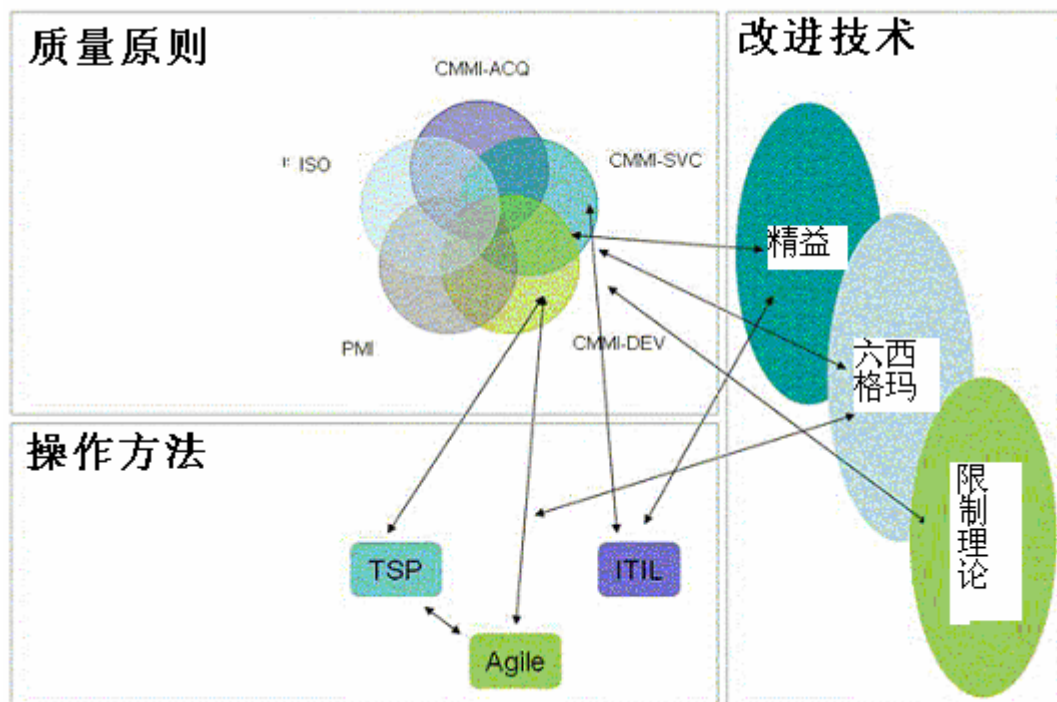 质量原则
改进技术
CMMI-ACQ
ISO
CMMI-SVC
精益
PMI
CMMI-DEV
六西
格玛
操作方法
限
制
理
论
TSP
ITIL
Agile